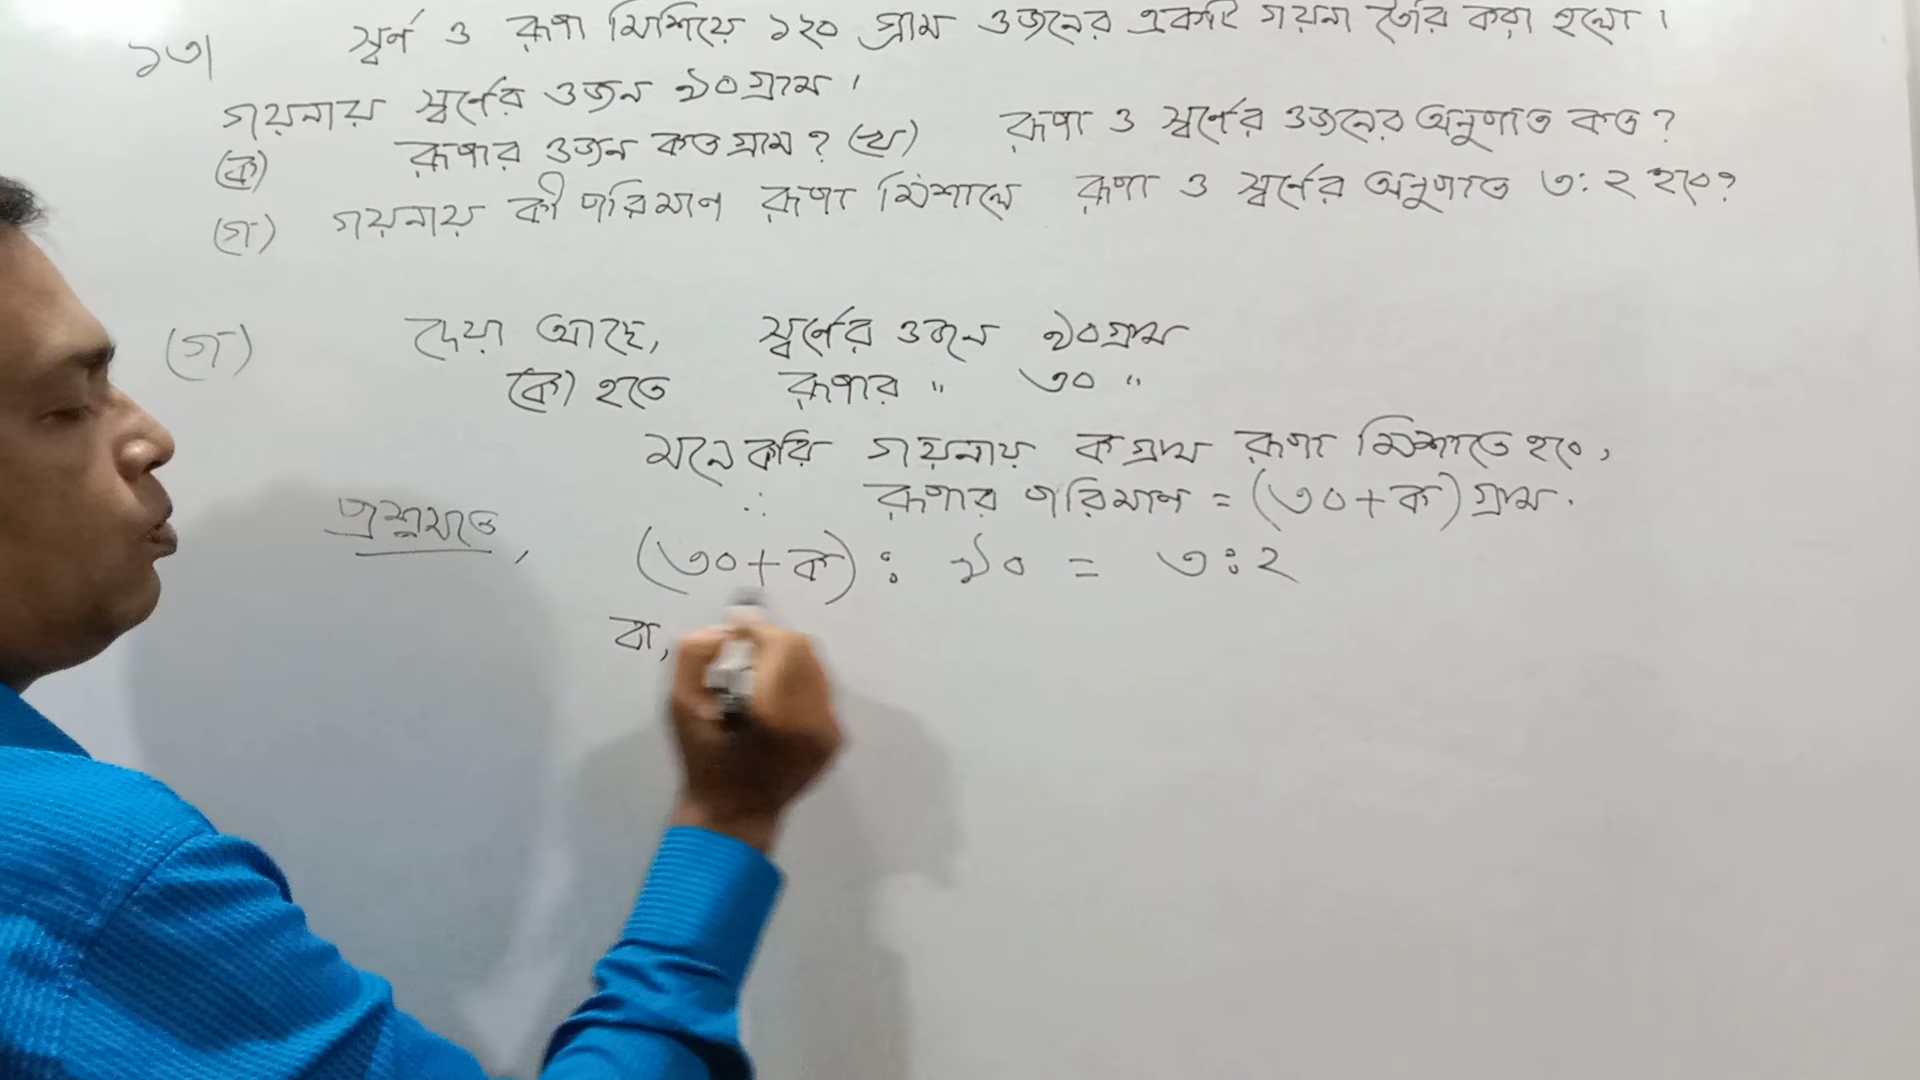 ১৩| স্বর্ণ ও রূপা মিশিয়ে ১২০ গ্রাম ওজনের একটি গয়না তৈরি করা হলো।
গয়নায় স্বর্ণের ওজন ৯০ গ্রাম।
(ক) রূপার ওজন কত গ্রাম? (খ) রূপা ও স্বর্ণের ওজনের অনুপাত কত?
(গ) গয়নায় কী পরিমাণ রূপা মিশালে রূপা ও স্বর্ণের অনুপাত ৩:২ হবে?
(গ) দেয়া আছে, স্বর্ণের ওজন ৯০ গ্রাম
(ক) হতে রূপার " ৩০ "
মনে করি গয়নায় ক গ্রাম রূপা মিশাতে হবে,
∴ রূপার পরিমাণ = (৩০+ক) গ্রাম.
প্রশ্নমতে, (৩০+ক) : ৯০ = ৩:২
বা,